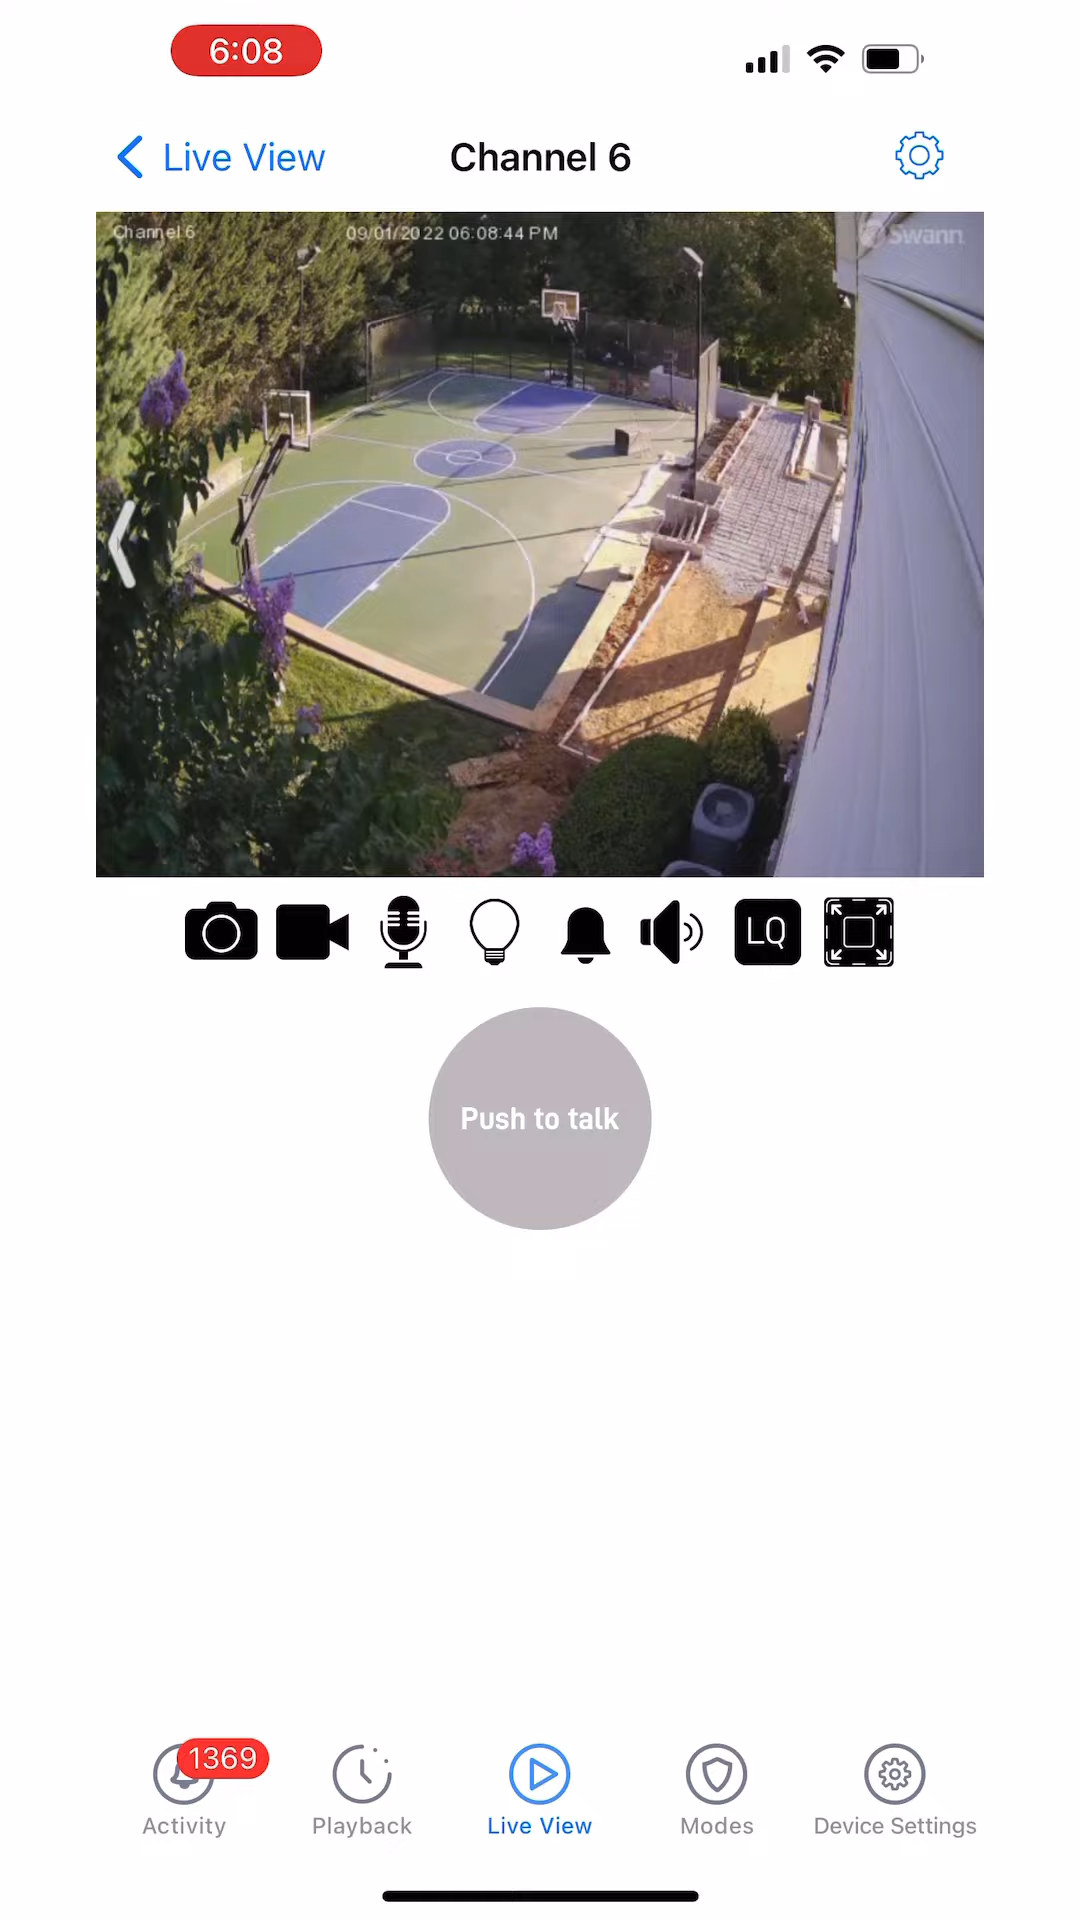 6:08
Live View
Channel 6
Channel 6
09/01/2022 06:08:44 PM
Swann
LQ
Push to talk
1369
Activity
Playback
Live View
Modes
Device Settings